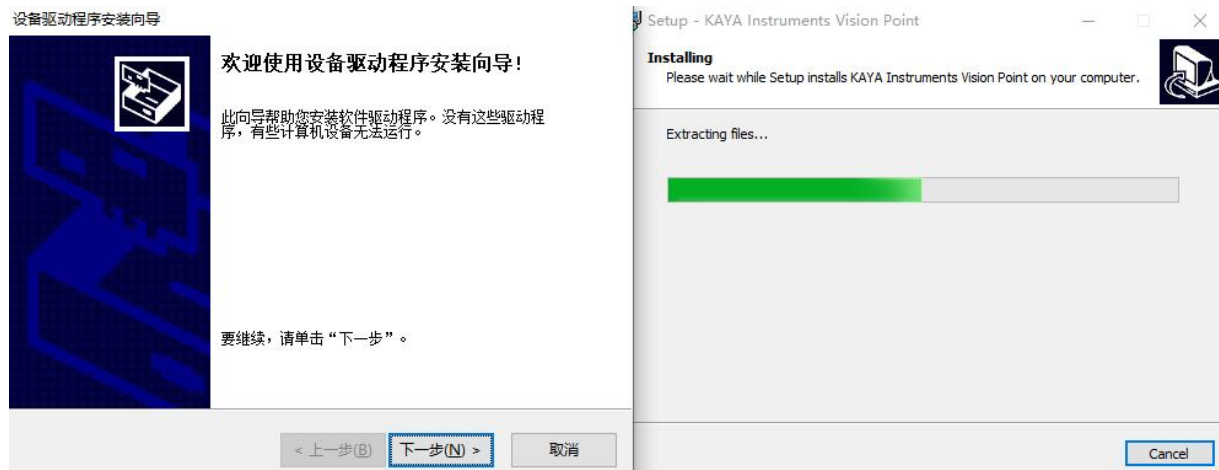 设备驱动程序安装向导
欢迎使用设备驱动程序安装向导!
此向导帮助您安装软件驱动程序。没有这些驱动程
序，有些计算机设备无法运行。
要继续，请单击“下一步”。
< 上一步(B)
下一步(N) >
取消
Setup - KAYA Instruments Vision Point
Installing
Please wait while Setup installs KAYA Instruments Vision Point on your computer.
Extracting files...
Cancel